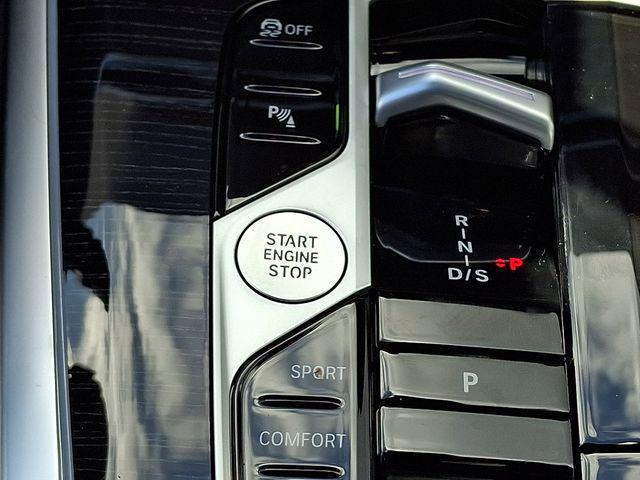 OFF
P
START
ENGINE
STOP
R
N
D/S
P
P
SPORT
COMFORT